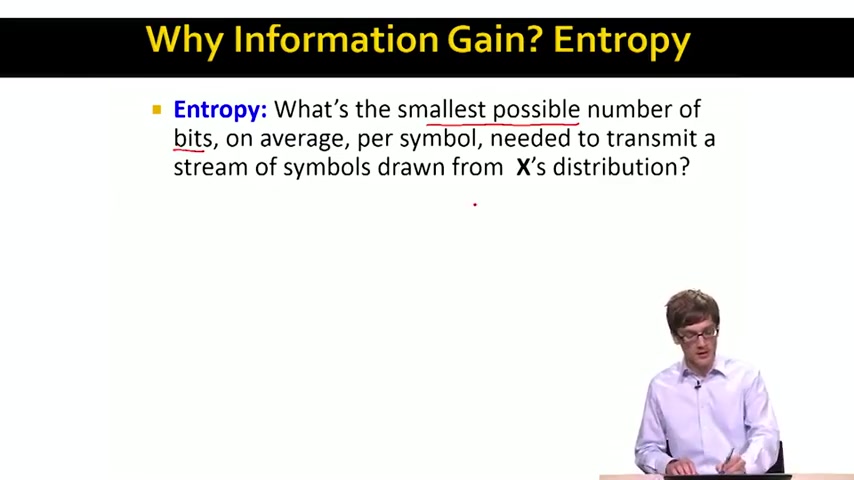 Why Information Gain? Entropy
Entropy: What's the smallest possible number of
bits, on average, per symbol, needed to transmit a
stream of symbols drawn from X's distribution?